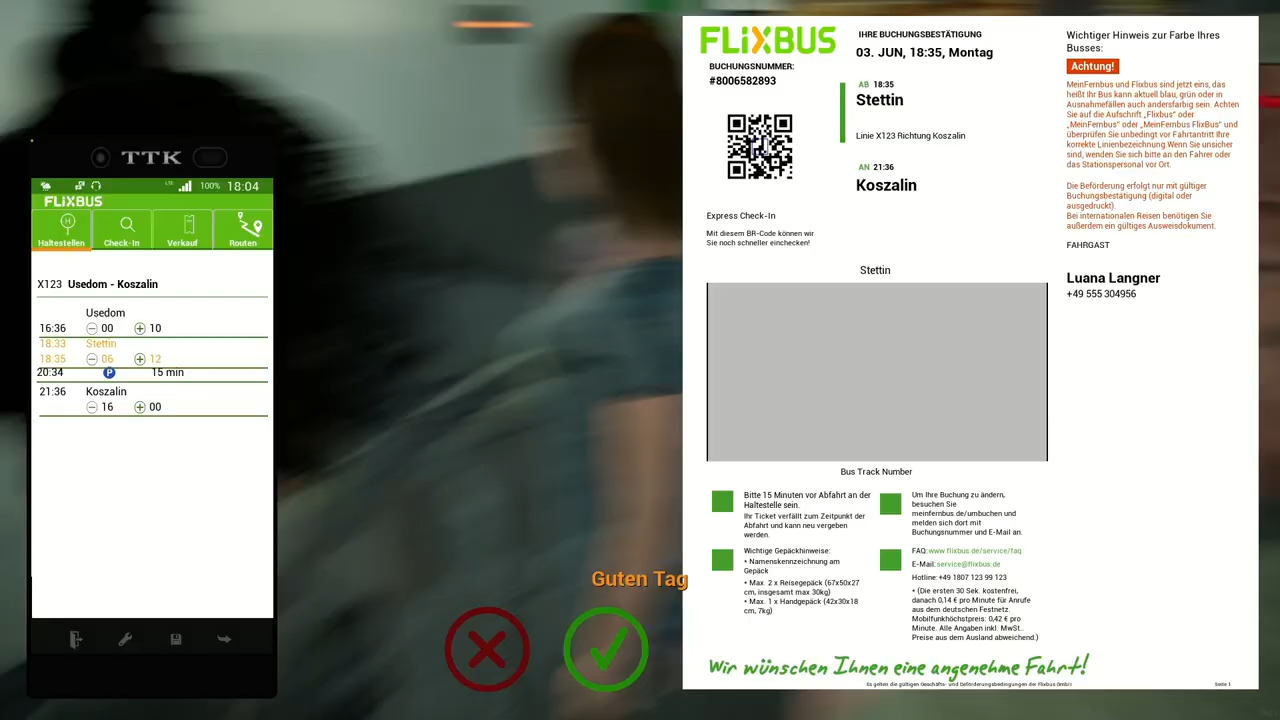 TTK
LTE 100% 18:04
FLiXBUS
Haltestellen Check-In Verkauf Routen
X123 Usedom - Koszalin
Usedom
16:36 00 10
18:33 Stettin
18:35 06 12
20:34 P 15 min
21:36 Koszalin
16 00
Guten Tag
FLiXBUS
BUCHUNGSNUMMER:
#8006582893
IHRE BUCHUNGSBESTÄTIGUNG
03. JUN, 18:35, Montag
AB 18:35
Stettin
Linie X123 Richtung Koszalin
AN 21:36
Koszalin
Express Check-In
Mit diesem BR-Code können wir
Sie noch schneller einchecken!
Stettin
Bus Track Number
Bitte 15 Minuten vor Abfahrt an der
Haltestelle sein.
Ihr Ticket verfällt zum Zeitpunkt der
Abfahrt und kann neu vergeben
werden.
Wichtige Gepäckhinweise:
• Namenskennzeichnung am
Gepäck
• Max. 2 x Reisegepäck (67x50x27
cm, insgesamt max 30kg)
• Max. 1 x Handgepäck (42x30x18
cm, 7kg)
Um Ihre Buchung zu ändern,
besuchen Sie
meinfernbus.de/umbuchen und
melden sich dort mit
Buchungsnummer und E-Mail an.
FAQ: www.flixbus.de/service/faq
E-Mail: service@flixbus.de
Hotline: +49 1807 123 99 123
• (Die ersten 30 Sek. kostenfrei,
danach 0,14 € pro Minute für Anrufe
aus dem deutschen Festnetz.
Mobilfunkhöchstpreis: 0,42 € pro
Minute. Alle Angaben inkl. MwSt..
Preise aus dem Ausland abweichend.)
Wir wünschen Ihnen eine angenehme Fahrt!
Es gelten die gültigen Geschäfts- und Beförderungsbedingungen der Flixbus GmbH
Seite 1
Wichtiger Hinweis zur Farbe Ihres
Busses:
Achtung!
MeinFernbus und Flixbus sind jetzt eins, das
heißt Ihr Bus kann aktuell blau, grün oder in
Ausnahmefällen auch andersfarbig sein. Achten
Sie auf die Aufschrift „Flixbus“ oder
„MeinFernbus“ oder „MeinFernbus FlixBus“ und
überprüfen Sie unbedingt vor Fahrtantritt Ihre
korrekte Linienbezeichnung.Wenn Sie unsicher
sind, wenden Sie sich bitte an den Fahrer oder
das Stationspersonal vor Ort.
Die Beförderung erfolgt nur mit gültiger
Buchungsbestätigung (digital oder
ausgedruckt).
Bei internationalen Reisen benötigen Sie
außerdem ein gültiges Ausweisdokument.
FAHRGAST
Luana Langner
+49 555 304956